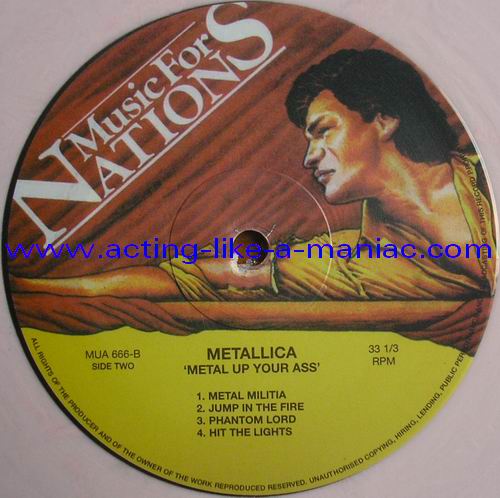 Music For
NATIONS
www.acting-like-a-maniac.com
MUA 666-B
SIDE TWO
METALLICA
'METAL UP YOUR ASS'
33 1/3
RPM
1. METAL MILITIA
2. JUMP IN THE FIRE
3. PHANTOM LORD
4. HIT THE LIGHTS
ALL RIGHTS OF THE PRODUCER AND OF THE OWNER OF THE WORK REPRODUCED RESERVED. UNAUTHORISED COPYING, HIRING, LENDING, PUBLIC